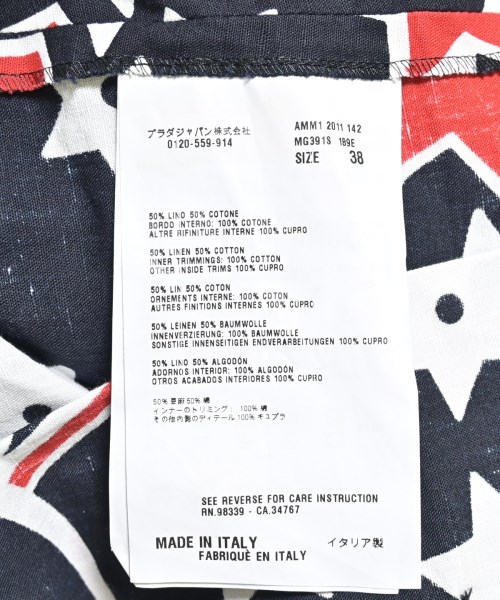 プラダジャパン株式会社
0120-559-914
AMM1 2011 142
MG391S 1B9E
SIZE 38
50% LINO 50% COTONE
BORDO INTERNO: 100% COTONE
ALTRE RIFINITURE INTERNE 100% CUPRO
50% LINEN 50% COTTON
INNER TRIMMINGS: 100% COTTON
OTHER INSIDE TRIMS 100% CUPRO
50% LIN 50% COTON
ORNEMENTS INTERNE: 100% COTON
AUTRES FINITIONS INTERNE 100% CUPRO
50% LEINEN 50% BAUMWOLLE
INNENVERZIERUNG: 100% BAUMWOLLE
SONSTIGE INNENSEITIGEN ENDVERARBEITUNGEN 100% CUPRO
50% LINO 50% ALGODÓN
ADORNOS INTERIOR: 100% ALGODÓN
OTROS ACABADOS INTERIORES 100% CUPRO
50% 亜麻 50% 綿
インナーのトリミング: 100% 綿
その他内側のディテール 100% キュプラ
SEE REVERSE FOR CARE INSTRUCTION
RN.98339 - CA.34767
MADE IN ITALY
FABRIQUÈ EN ITALY
イタリア製